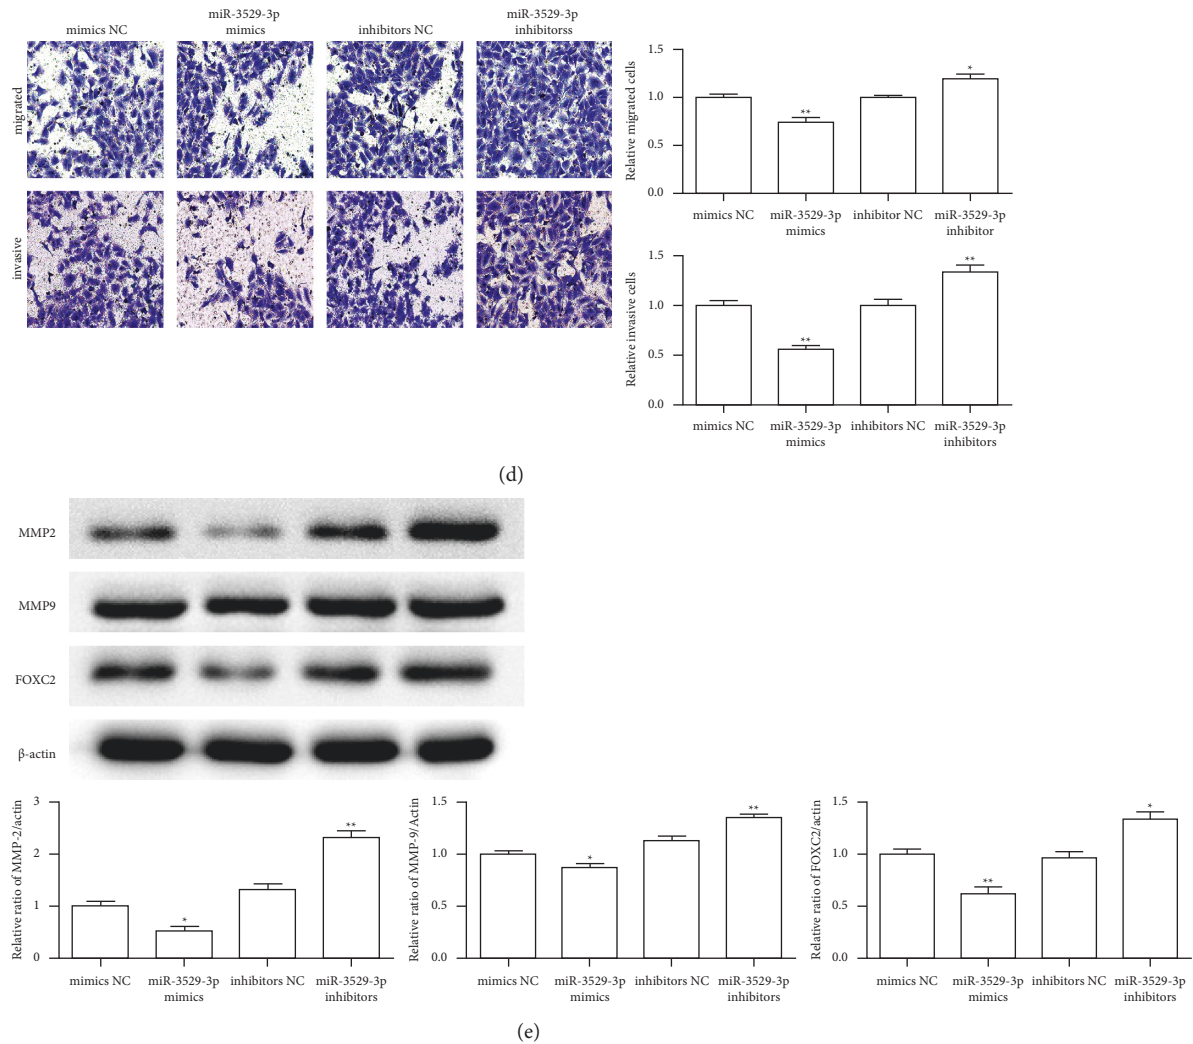 mimics NC
miR-3529-3p
mimics
inhibitors NC
miR-3529-3p
inhibitorss
migrated
invasive
Relative migrated cells
1.5
1.0
0.5
0.0
**
*
mimics NC
miR-3529-3p
mimics
inhibitor NC
miR-3529-3p
inhibitor
Relative invasive cells
1.5
1.0
0.5
0.0
**
**
mimics NC
miR-3529-3p
mimics
inhibitors NC
miR-3529-3p
inhibitors
(d)
MMP2
MMP9
FOXC2
β-actin
Relative ratio of MMP-2/actin
3
2
1
0
*
**
mimics NC
miR-3529-3p
mimics
inhibitors NC
miR-3529-3p
inhibitors
Relative ratio of MMP-9/Actin
1.5
1.0
0.5
0.0
*
**
mimics NC
miR-3529-3p
mimics
inhibitors NC
miR-3529-3p
inhibitors
Relative ratio of FOXC2/actin
1.5
1.0
0.5
0.0
**
*
mimics NC
miR-3529-3p
mimics
inhibitors NC
miR-3529-3p
inhibitors
(e)